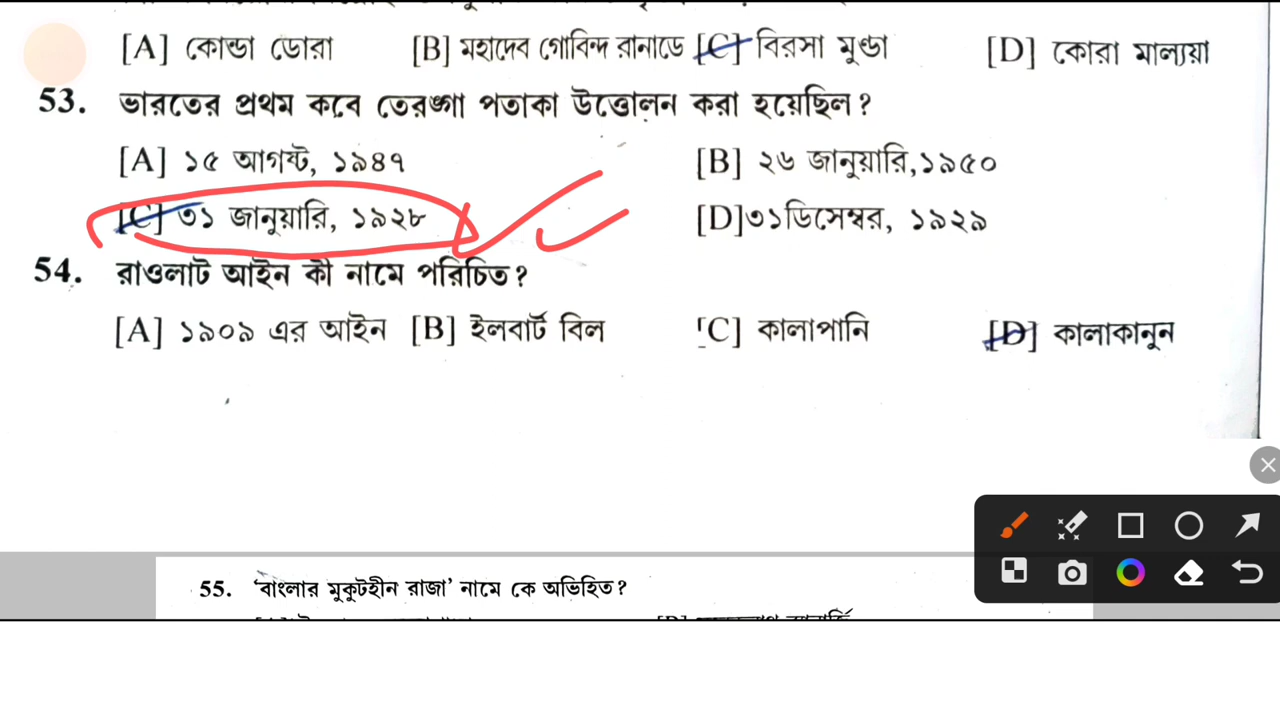 [A] কোন্ডা ডোরা [B] মহাদেব গোবিন্দ রানাডে [C] বিরসা মুন্ডা [D] কোরা মাল্যয়া
53. ভারতের প্রথম কবে তেরঙ্গা পতাকা উত্তোলন করা হয়েছিল?
[A] ১৫ আগস্ট, ১৯৪৭ [B] ২৬ জানুয়ারি,১৯৫০
[C] ৩১ জানুয়ারি, ১৯২৮ [D]৩১ডিসেম্বর, ১৯২৯
54. রাওলাট আইন কী নামে পরিচিত?
[A] ১৯০৯ এর আইন [B] ইলবার্ট বিল [C] কালাপানি [D] কালাকানুন
55. 'বাংলার মুকুটহীন রাজা' নামে কে অভিহিত?